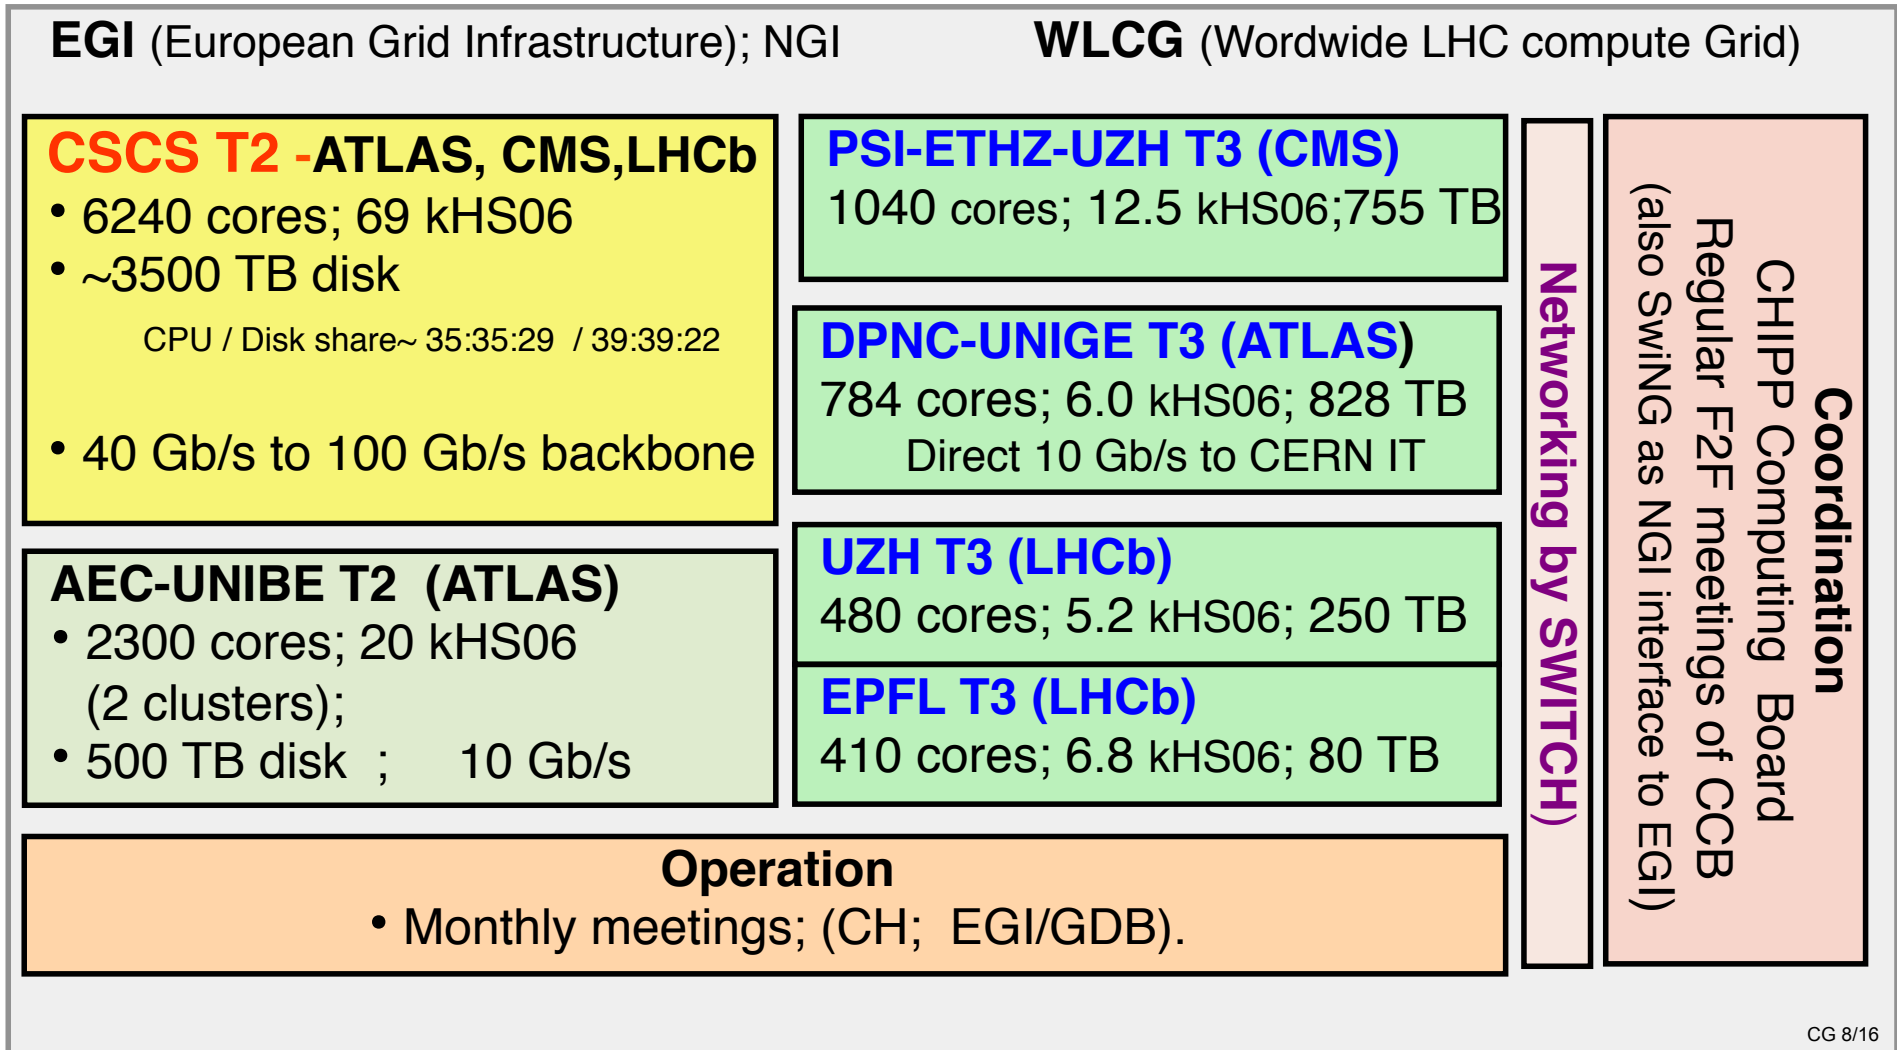 EGI (European Grid Infrastructure); NGI
WLCG (Wordwide LHC compute Grid)
CSCS T2 -ATLAS, CMS,LHCb
• 6240 cores; 69 kHS06
• ~3500 TB disk
CPU / Disk share~ 35:35:29 / 39:39:22
• 40 Gb/s to 100 Gb/s backbone
AEC-UNIBE T2 (ATLAS)
• 2300 cores; 20 kHS06
(2 clusters);
• 500 TB disk ; 10 Gb/s
PSI-ETHZ-UZH T3 (CMS)
1040 cores; 12.5 kHS06;755 TB
DPNC-UNIGE T3 (ATLAS)
784 cores; 6.0 kHS06; 828 TB
Direct 10 Gb/s to CERN IT
UZH T3 (LHCb)
480 cores; 5.2 kHS06; 250 TB
EPFL T3 (LHCb)
410 cores; 6.8 kHS06; 80 TB
Networking by SWITCH)
Coordination
CHIPP Computing Board
Regular F2F meetings of CCB
(also SwiNG as NGI interface to EGI)
Operation
• Monthly meetings; (CH; EGI/GDB).
CG 8/16